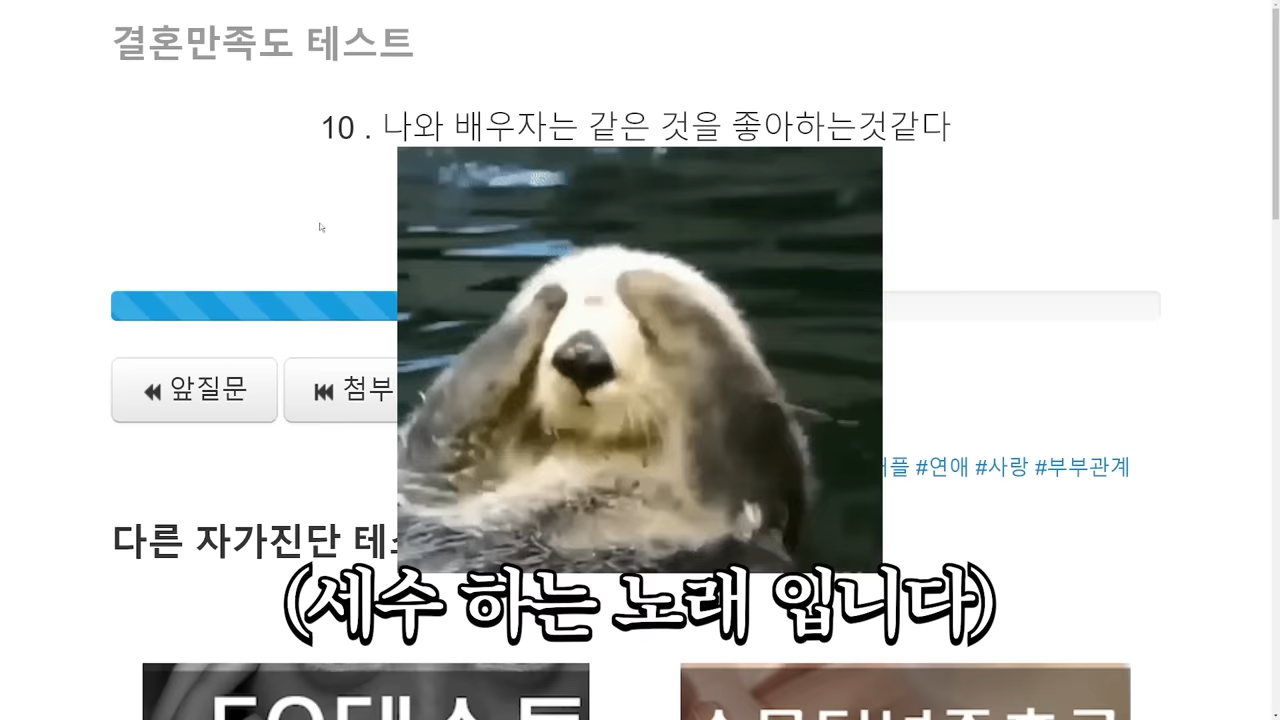 결혼만족도 테스트
10 . 나와 배우자는 같은 것을 좋아하는것같다
앞질문
첨부
#연애 #사랑 #부부관계
다른 자가진단
(세수 하는 노래 입니다)